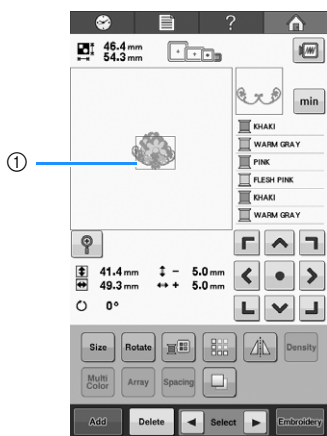 ?
46.4 mm
54.3 mm
min
KHAKI
WARM GRAY
PINK
FLESH PINK
KHAKI
WARM GRAY
①
41.4 mm
− 5.0 mm
49.3 mm
+ 5.0 mm
0°
Size
Rotate
Density
Multi
Color
Array
Spacing
Add
Delete
Select
Embroidery